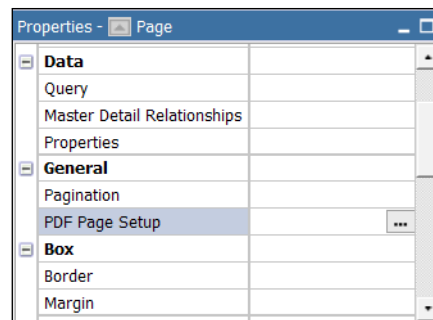 Properties - Page
Data
Query
Master Detail Relationships
Properties
General
Pagination
PDF Page Setup ...
Box
Border
Margin